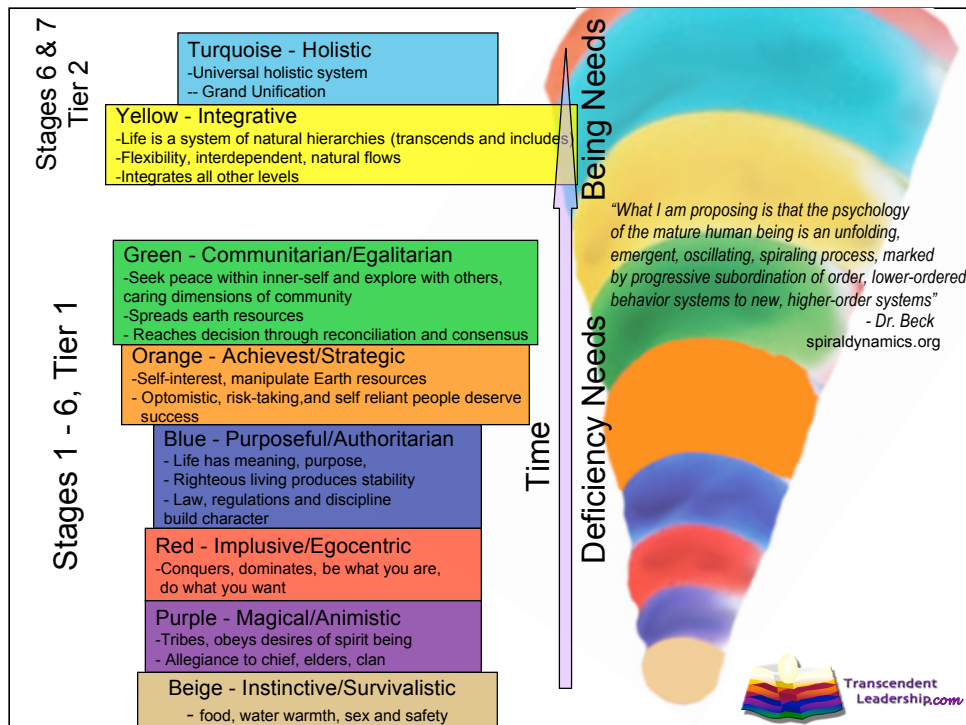 Stages 6 & 7
Tier 2
Turquoise - Holistic
-Universal holistic system
-- Grand Unification
Yellow - Integrative
-Life is a system of natural hierarchies (transcends and includes)
-Flexibility, interdependent, natural flows
-Integrates all other levels
Stages 1 - 6, Tier 1
Green - Communitarian/Egalitarian
-Seek peace within inner-self and explore with others,
caring dimensions of community
-Spreads earth resources
- Reaches decision through reconciliation and consensus
Orange - Achievest/Strategic
-Self-interest, manipulate Earth resources
- Optomistic, risk-taking,and self reliant people deserve
success
Blue - Purposeful/Authoritarian
- Life has meaning, purpose,
- Righteous living produces stability
- Law, regulations and discipline
build character
Red - Implusive/Egocentric
-Conquers, dominates, be what you are,
do what you want
Purple - Magical/Animistic
-Tribes, obeys desires of spirit being
- Allegiance to chief, elders, clan
Beige - Instinctive/Survivalistic
- food, water warmth, sex and safety
Time
Being Needs
Deficiency Needs
“What I am proposing is that the psychology
of the mature human being is an unfolding,
emergent, oscillating, spiraling process, marked
by progressive subordination of order, lower-ordered
behavior systems to new, higher-order systems”
- Dr. Beck
spiraldynamics.org
Transcendent
Leadership.com